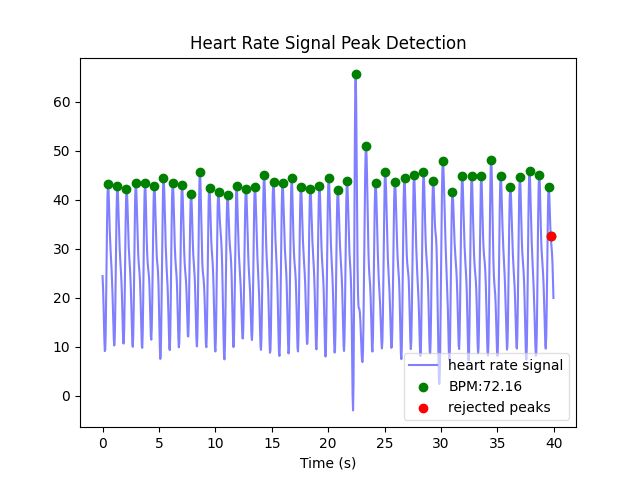 Heart Rate Signal Peak Detection
60
50
40
30
20
10
0
heart rate signal
BPM:72.16
rejected peaks
0 5 10 15 20 25 30 35 40
Time (s)